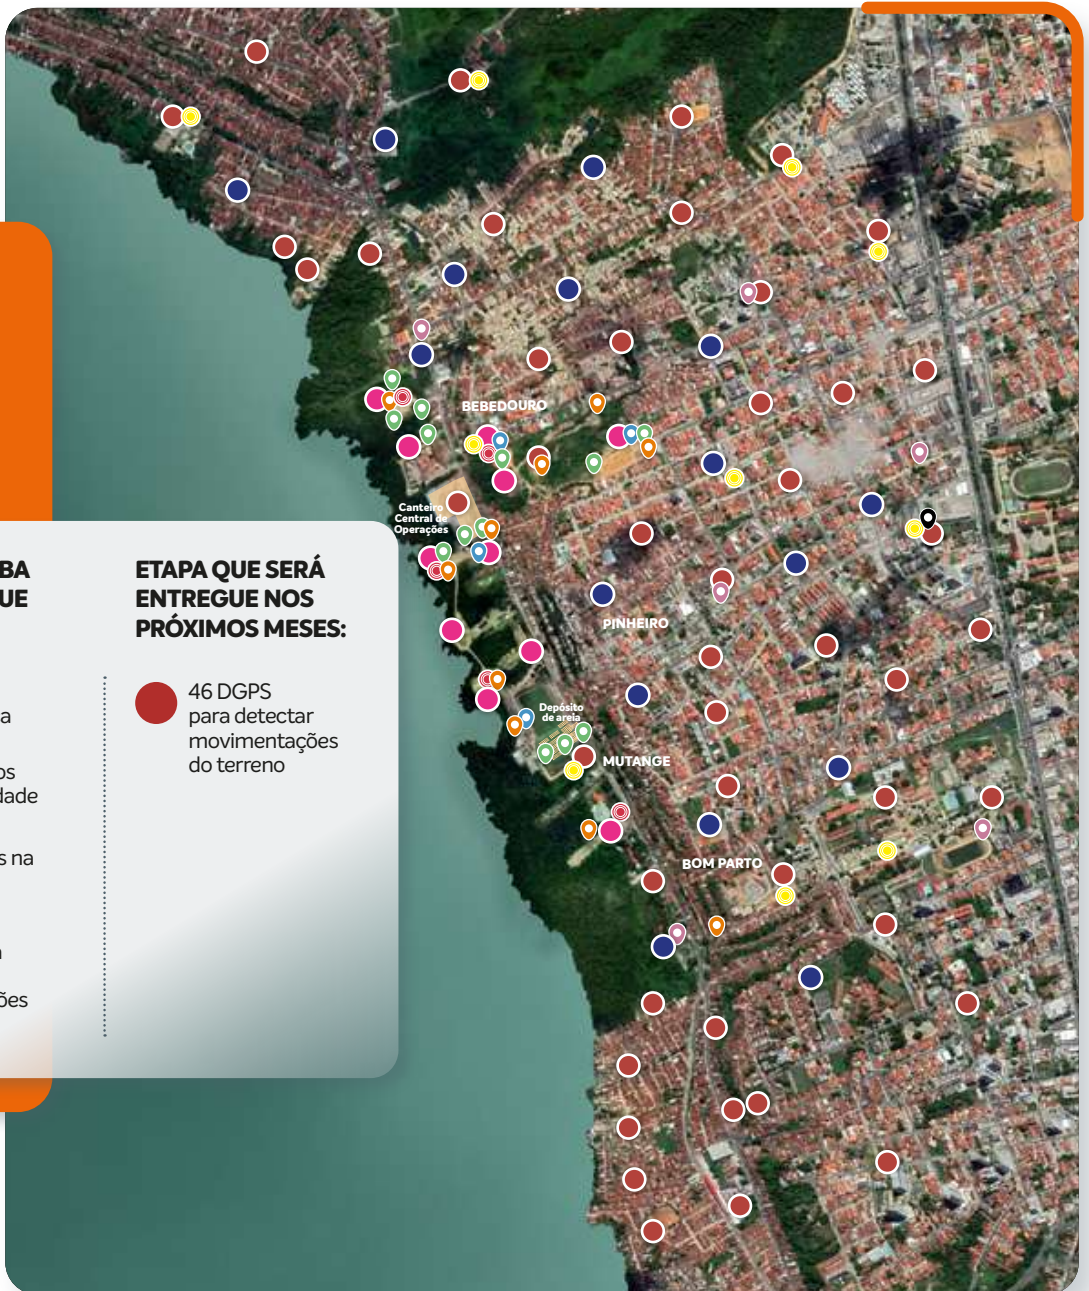 BA
UE
a
os
dade
s na
ões
ETAPA QUE SERÁ
ENTREGUE NOS
PRÓXIMOS MESES:
46 DGPS
para detectar
movimentações
do terreno
BEBEDOURO
Canteiro
Central de
Operações
PINHEIRO
Depósito
de areia
MUTANGE
BOM PARTO